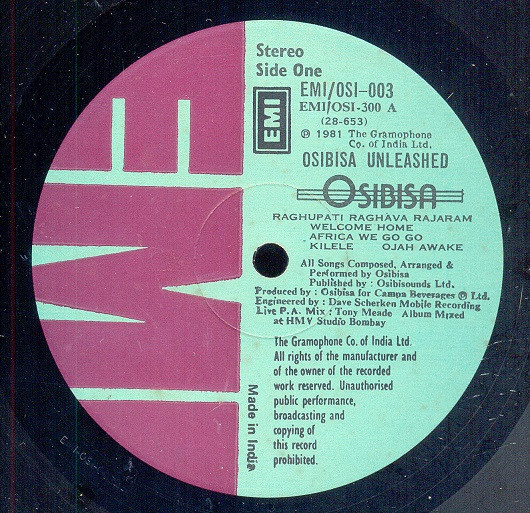 Stereo
Side One
EMI
EMI/OSI-003
EMI/OSI-300 A
(28-653)
℗ 1981 The Gramophone
Co. of India Ltd.
OSIBISA UNLEASHED
OSIBISA
RAGHUPATI RAGHAVA RAJARAM
WELCOME HOME
AFRICA WE GO GO
KILELE OJAH AWAKE
All Songs Composed, Arranged &
Performed by Osibisa
Published by : Osibisounds Ltd.
Produced by : Osibisa for Campa Beverages ℗ Ltd.
Engineered by : Dave Scherken Mobile Recording
Live P.A. Mix : Tony Meade Album Mixed
at HMV Studio Bombay
The Gramophone Co. of India Ltd.
All rights of the manufacturer and
of the owner of the recorded
work reserved. Unauthorised
public performance,
broadcasting and
copying of
this record
prohibited.
Made in India
EMI